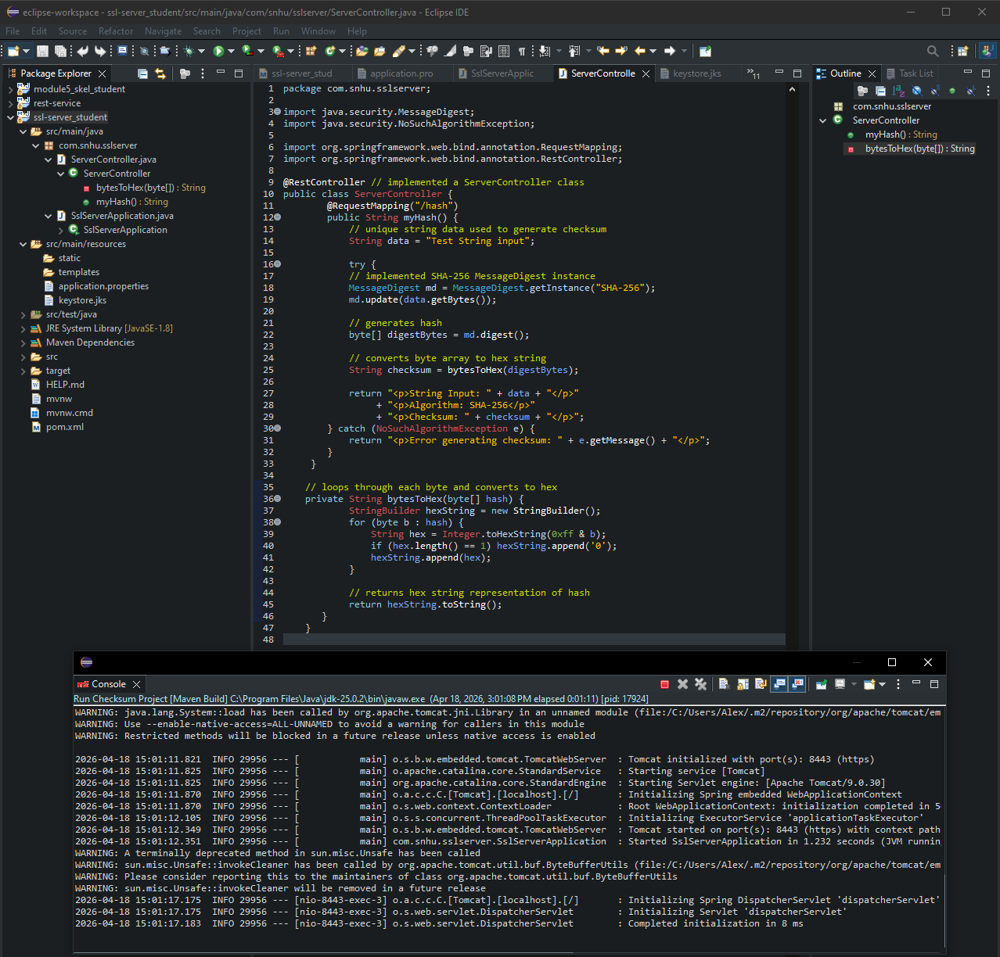 eclipse-workspace - ssl-server_student/src/main/java/com/snhu/sslserver/ServerController.java - Eclipse IDE
File Edit Source Refactor Navigate Search Project Run Window Help
Package Explorer
module5_skel_student
rest-service
ssl-server_student
src/main/java
com.snhu.sslserver
ServerController.java
ServerController
bytesToHex(byte[]) : String
myHash() : String
SslServerApplication.java
SslServerApplication
src/main/resources
static
templates
application.properties
keystore.jks
src/test/java
JRE System Library [JavaSE-1.8]
Maven Dependencies
src
target
HELP.md
mvnw
mvnw.cmd
pom.xml
ssl-server_stud application.pro SslServerApplic ServerControlle keystore.jks »11
1 package com.snhu.sslserver;
2
3 import java.security.MessageDigest;
4 import java.security.NoSuchAlgorithmException;
5
6 import org.springframework.web.bind.annotation.RequestMapping;
7 import org.springframework.web.bind.annotation.RestController;
8
9 @RestController // implemented a ServerController class
10 public class ServerController {
11 @RequestMapping("/hash")
12 public String myHash() {
13 // unique string data used to generate checksum
14 String data = "Test String input";
15
16 try {
17 // implemented SHA-256 MessageDigest instance
18 MessageDigest md = MessageDigest.getInstance("SHA-256");
19 md.update(data.getBytes());
20
21 // generates hash
22 byte[] digestBytes = md.digest();
23
24 // converts byte array to hex string
25 String checksum = bytesToHex(digestBytes);
26
27 return "<p>String Input: " + data + "</p>"
28 + "<p>Algorithm: SHA-256</p>"
29 + "<p>Checksum: " + checksum + "</p>";
30 } catch (NoSuchAlgorithmException e) {
31 return "<p>Error generating checksum: " + e.getMessage() + "</p>";
32 }
33 }
34
35 // loops through each byte and converts to hex
36 private String bytesToHex(byte[] hash) {
37 StringBuilder hexString = new StringBuilder();
38 for (byte b : hash) {
39 String hex = Integer.toHexString(0xff & b);
40 if (hex.length() == 1) hexString.append('0');
41 hexString.append(hex);
42 }
43
44 // returns hex string representation of hash
45 return hexString.toString();
46 }
47 }
48
Outline Task List
com.snhu.sslserver
ServerController
myHash() : String
bytesToHex(byte[]) : String
Console
Run Checksum Project [Maven Build] C:\Program Files\Java\jdk-25.0.2\bin\javaw.exe (Apr 18, 2026, 3:01:08 PM elapsed 0:01:11) [pid: 17924]
WARNING: java.lang.System::load has been called by org.apache.tomcat.jni.Library in an unnamed module (file:/C:/Users/Alex/.m2/repository/org/apache/tomcat/em
WARNING: Use --enable-native-access=ALL-UNNAMED to avoid a warning for callers in this module
WARNING: Restricted methods will be blocked in a future release unless native access is enabled
2026-04-18 15:01:11.821 INFO 29956 --- [ main] o.s.b.w.embedded.tomcat.TomcatWebServer : Tomcat initialized with port(s): 8443 (https)
2026-04-18 15:01:11.825 INFO 29956 --- [ main] o.apache.catalina.core.StandardService : Starting service [Tomcat]
2026-04-18 15:01:11.825 INFO 29956 --- [ main] org.apache.catalina.core.StandardEngine : Starting Servlet engine: [Apache Tomcat/9.0.30]
2026-04-18 15:01:11.870 INFO 29956 --- [ main] o.a.c.c.C.[Tomcat].[localhost].[/] : Initializing Spring embedded WebApplicationContext
2026-04-18 15:01:11.870 INFO 29956 --- [ main] o.s.web.context.ContextLoader : Root WebApplicationContext: initialization completed in 5
2026-04-18 15:01:12.105 INFO 29956 --- [ main] o.s.s.concurrent.ThreadPoolTaskExecutor : Initializing ExecutorService 'applicationTaskExecutor'
2026-04-18 15:01:12.349 INFO 29956 --- [ main] o.s.b.w.embedded.tomcat.TomcatWebServer : Tomcat started on port(s): 8443 (https) with context path
2026-04-18 15:01:12.351 INFO 29956 --- [ main] com.snhu.sslserver.SslServerApplication : Started SslServerApplication in 1.232 seconds (JVM runnin
WARNING: A terminally deprecated method in sun.misc.Unsafe has been called
WARNING: sun.misc.Unsafe::invokeCleaner has been called by org.apache.tomcat.util.buf.ByteBufferUtils (file:/C:/Users/Alex/.m2/repository/org/apache/tomcat/em
WARNING: Please consider reporting this to the maintainers of class org.apache.tomcat.util.buf.ByteBufferUtils
WARNING: sun.misc.Unsafe::invokeCleaner will be removed in a future release
2026-04-18 15:01:17.175 INFO 29956 --- [nio-8443-exec-3] o.a.c.c.C.[Tomcat].[localhost].[/] : Initializing Spring DispatcherServlet 'dispatcherServlet'
2026-04-18 15:01:17.175 INFO 29956 --- [nio-8443-exec-3] o.s.web.servlet.DispatcherServlet : Initializing Servlet 'dispatcherServlet'
2026-04-18 15:01:17.183 INFO 29956 --- [nio-8443-exec-3] o.s.web.servlet.DispatcherServlet : Completed initialization in 8 ms